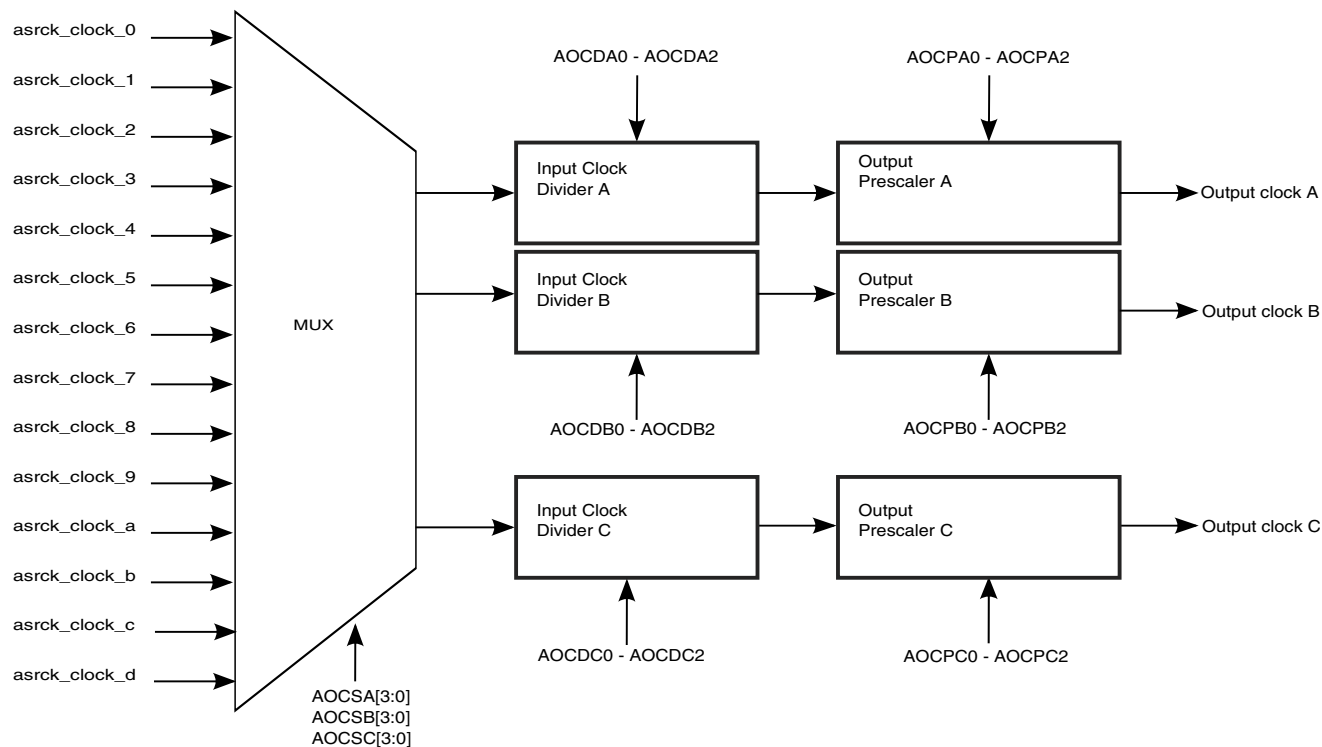 asrck_clock_0
asrck_clock_1
asrck_clock_2
asrck_clock_3
asrck_clock_4
asrck_clock_5
asrck_clock_6
asrck_clock_7
asrck_clock_8
asrck_clock_9
asrck_clock_a
asrck_clock_b
asrck_clock_c
asrck_clock_d
MUX
AOCSA[3:0]
AOCSB[3:0]
AOCSC[3:0]
AOCDA0 - AOCDA2
AOCPA0 - AOCPA2
Input Clock
Divider A
Output
Prescaler A
Output clock A
Input Clock
Divider B
Output
Prescaler B
Output clock B
AOCDB0 - AOCDB2
AOCPB0 - AOCPB2
Input Clock
Divider C
Output
Prescaler C
Output clock C
AOCDC0 - AOCDC2
AOCPC0 - AOCPC2